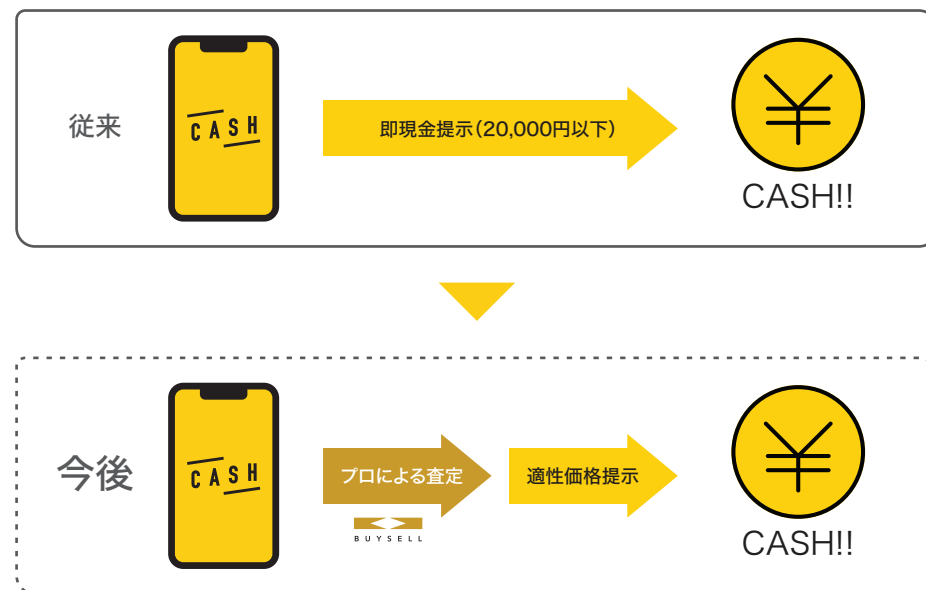 従来
CASH
即現金提示(20,000円以下)
CASH!!
今後
CASH
プロによる査定
BUYSELL
適性価格提示
CASH!!